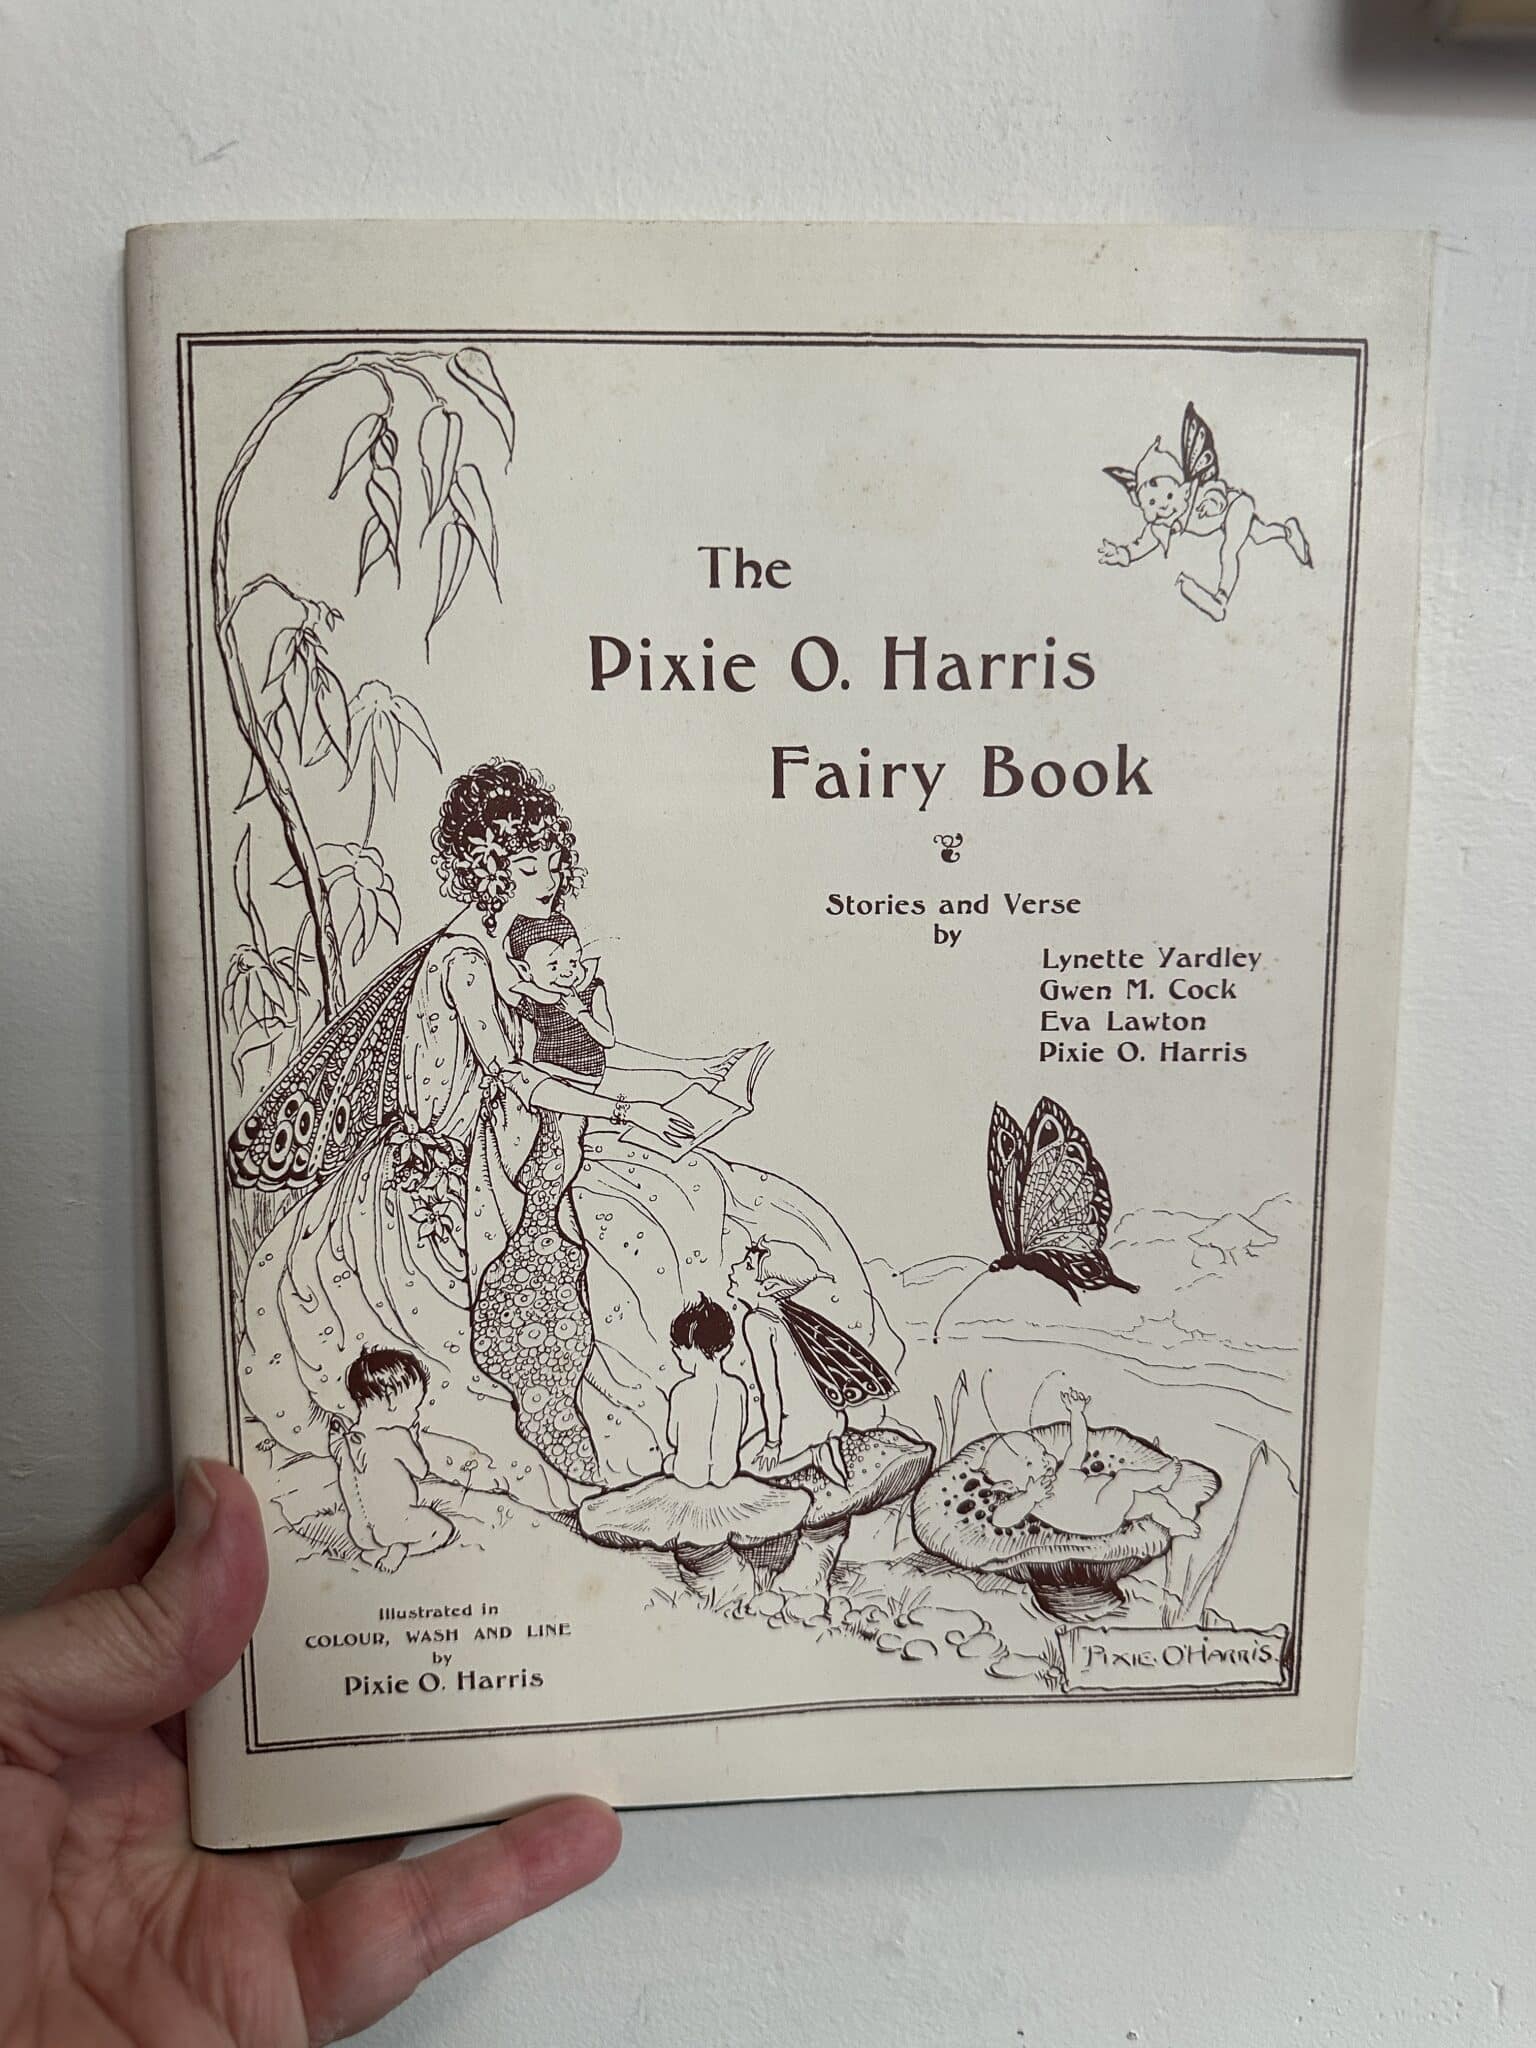 The
Pixie O. Harris
Fairy Book
Stories and Verse
by
Lynette Yardley
Gwen M. Cock
Eva Lawton
Pixie O. Harris
Illustrated in
COLOUR, WASH AND LINE
by
Pixie O. Harris
PIXIE·O'HARRIS.